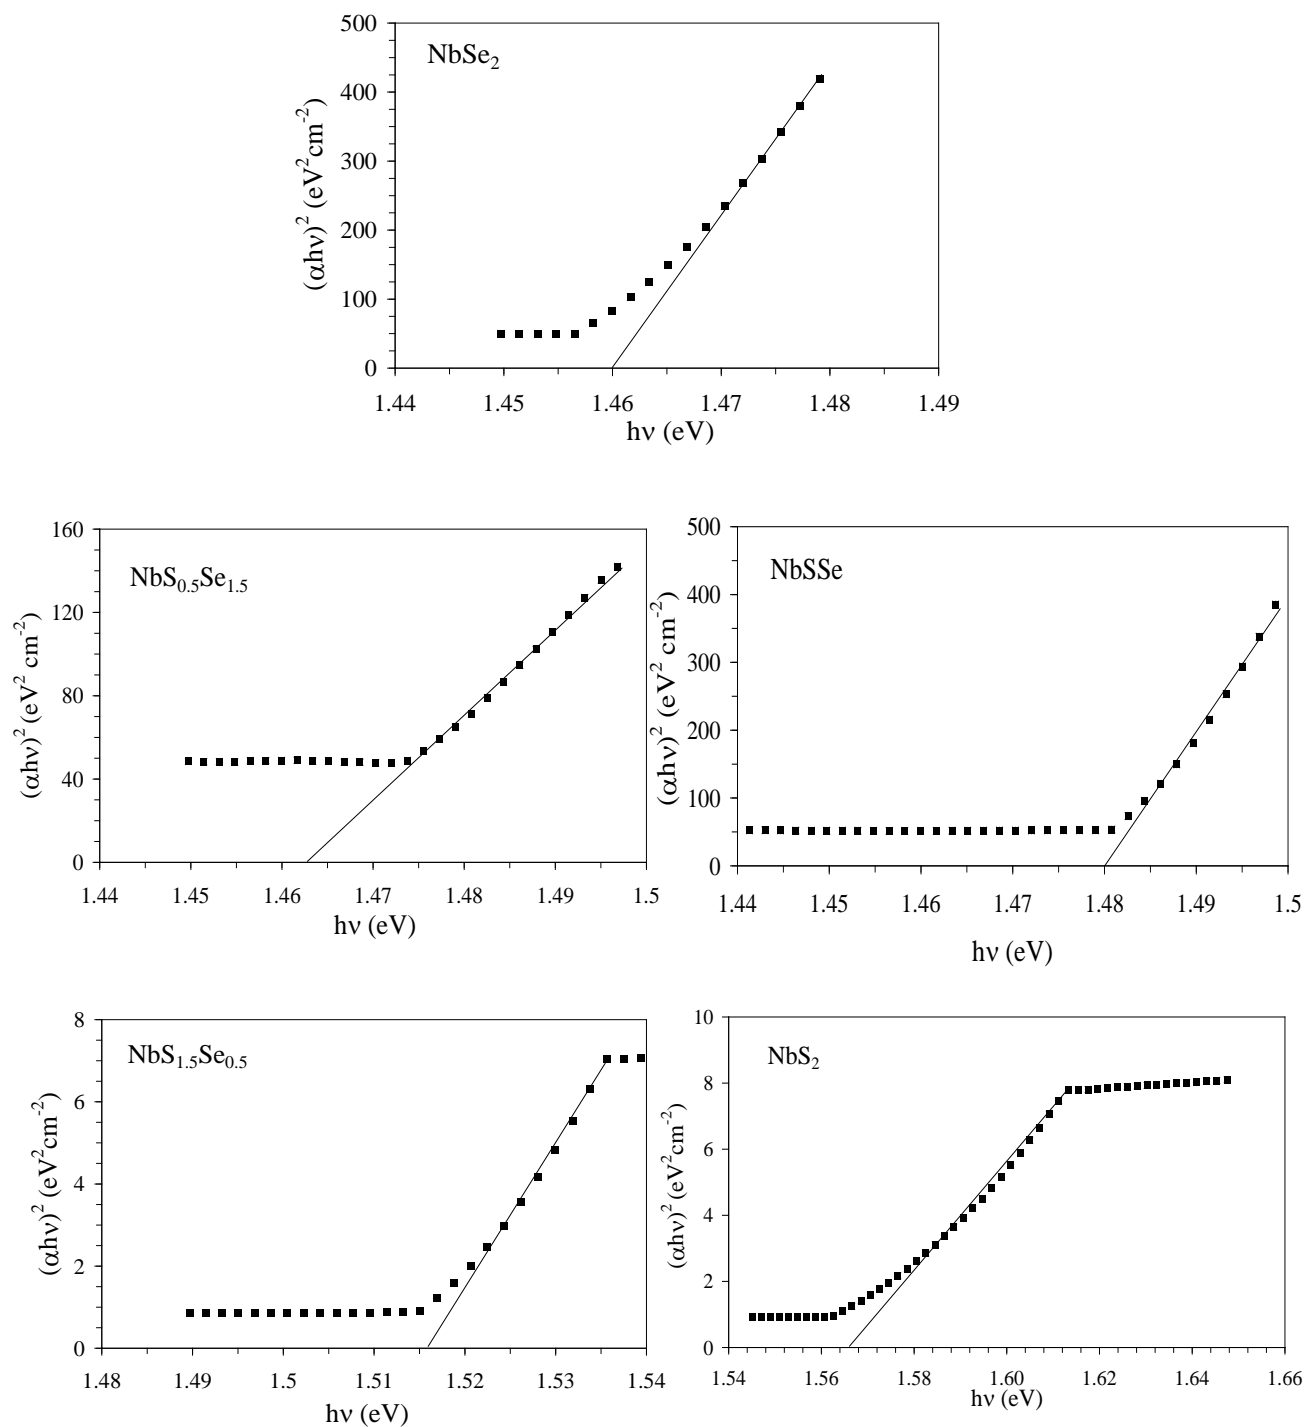 NbSe2
(αhν)2 (eV2cm-2)
500
400
300
200
100
0
1.44 1.45 1.46 1.47 1.48 1.49
hν (eV)
NbS0.5Se1.5
(αhν)2 (eV2 cm-2)
160
120
80
40
0
1.44 1.45 1.46 1.47 1.48 1.49 1.5
hν (eV)
NbSSe
(αhν)2 (eV2 cm-2)
500
400
300
200
100
0
1.44 1.45 1.46 1.47 1.48 1.49 1.5
hν (eV)
NbS1.5Se0.5
(αhν)2 (eV2cm-2)
8
6
4
2
0
1.48 1.49 1.5 1.51 1.52 1.53 1.54
hν (eV)
NbS2
(αhν)2 (eV2cm-2)
10
8
6
4
2
0
1.54 1.56 1.58 1.60 1.62 1.64 1.66
hν (eV)